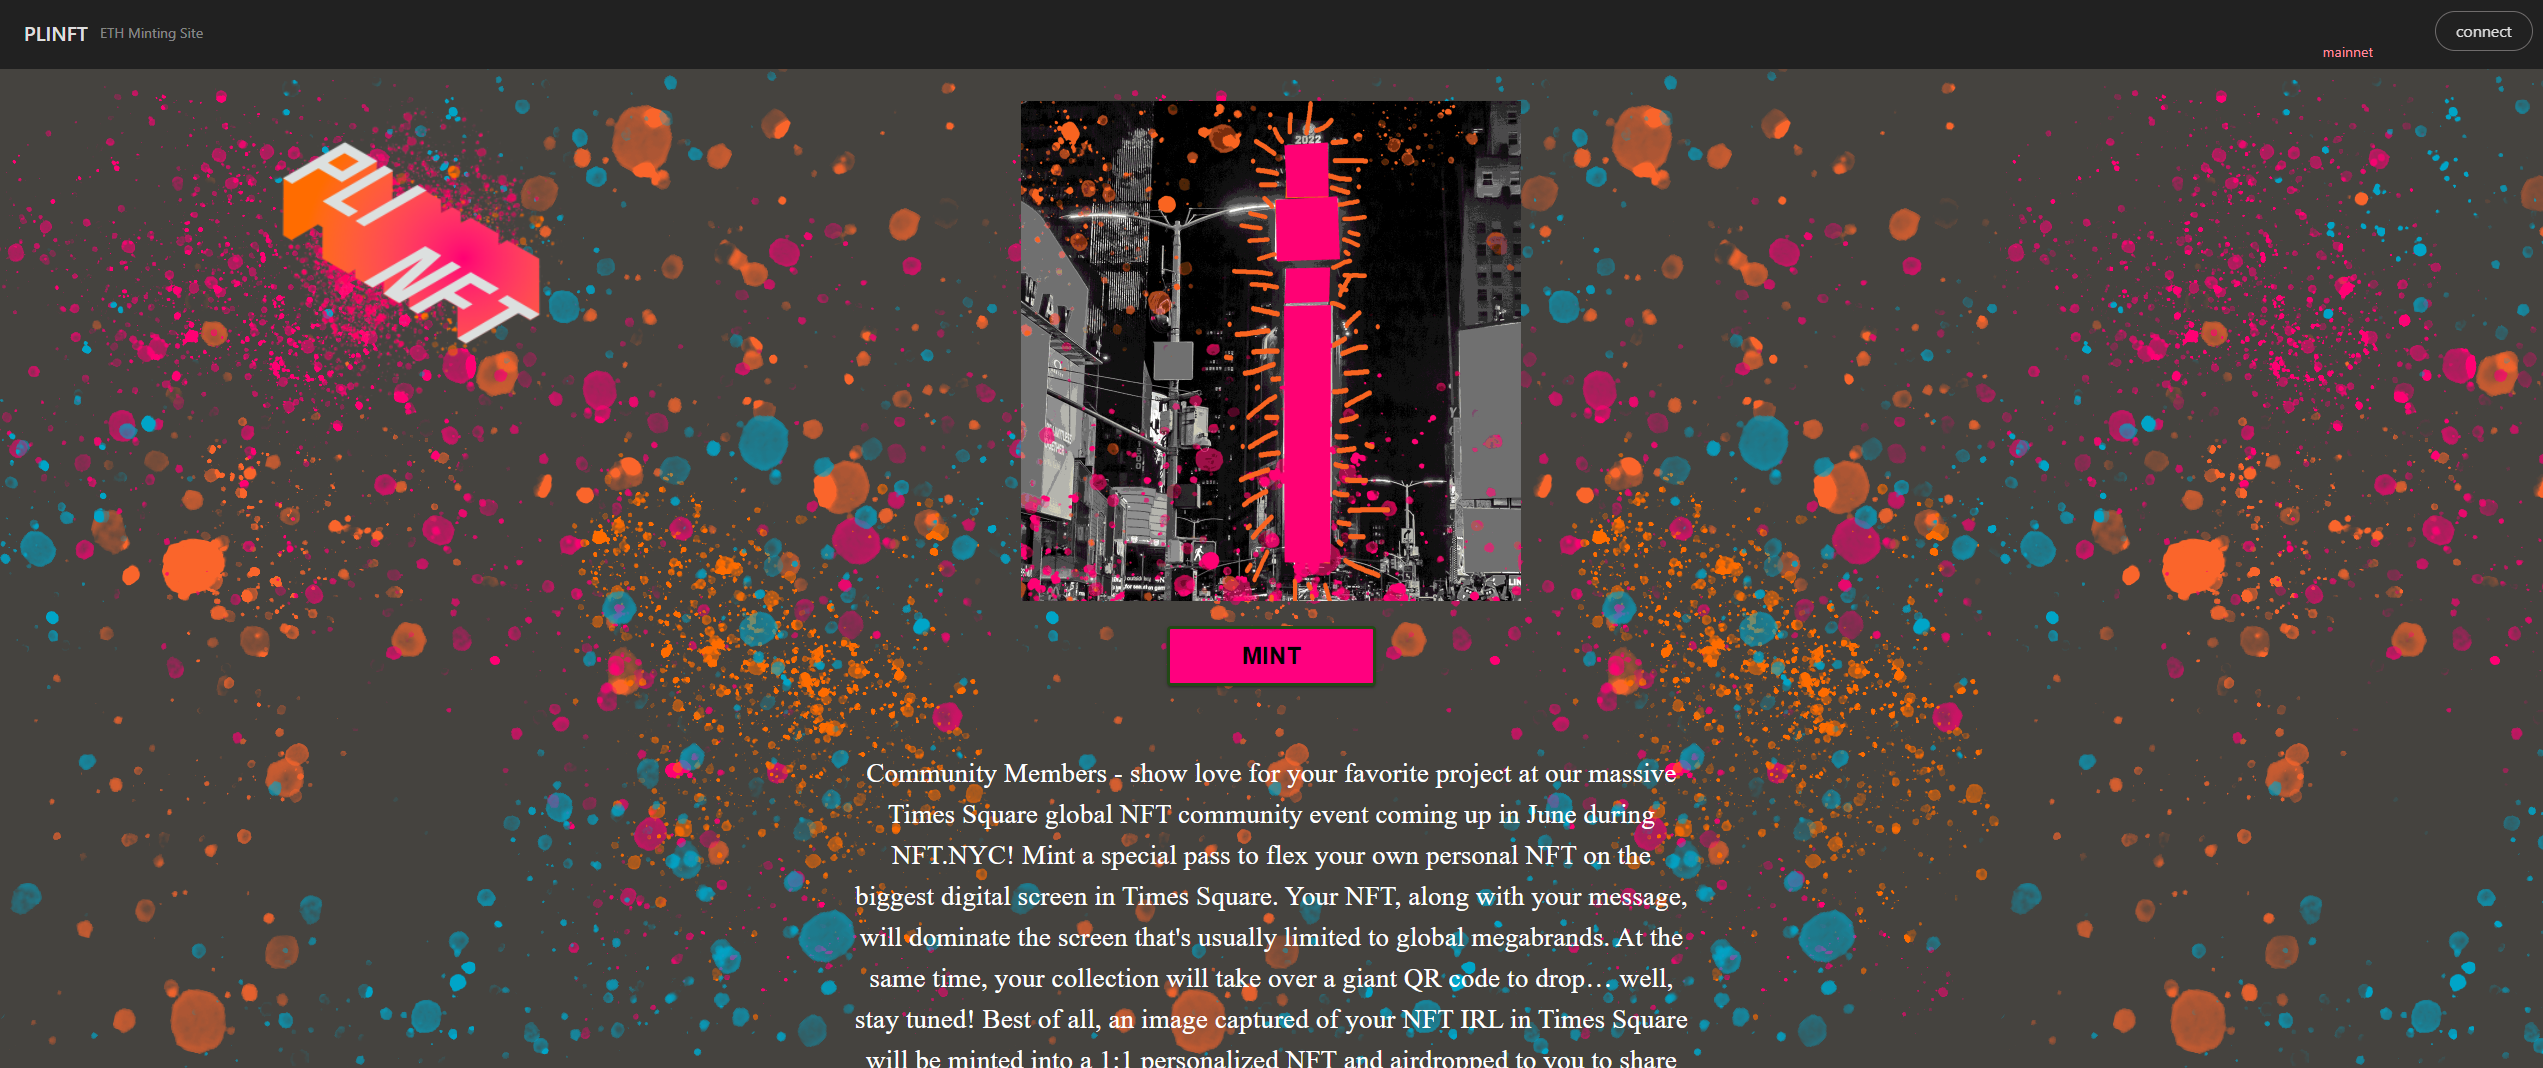 PLINFT ETH Minting Site
connect
mainnet
PLI
NFT
2022
MINT
Community Members - show love for your favorite project at our massive
Times Square global NFT community event coming up in June during
NFT.NYC! Mint a special pass to flex your own personal NFT on the
biggest digital screen in Times Square. Your NFT, along with your message,
will dominate the screen that's usually limited to global megabrands. At the
same time, your collection will take over a giant QR code to drop… well,
stay tuned! Best of all, an image captured of your NFT IRL in Times Square
will be minted into a 1:1 personalized NFT and airdropped to you to share